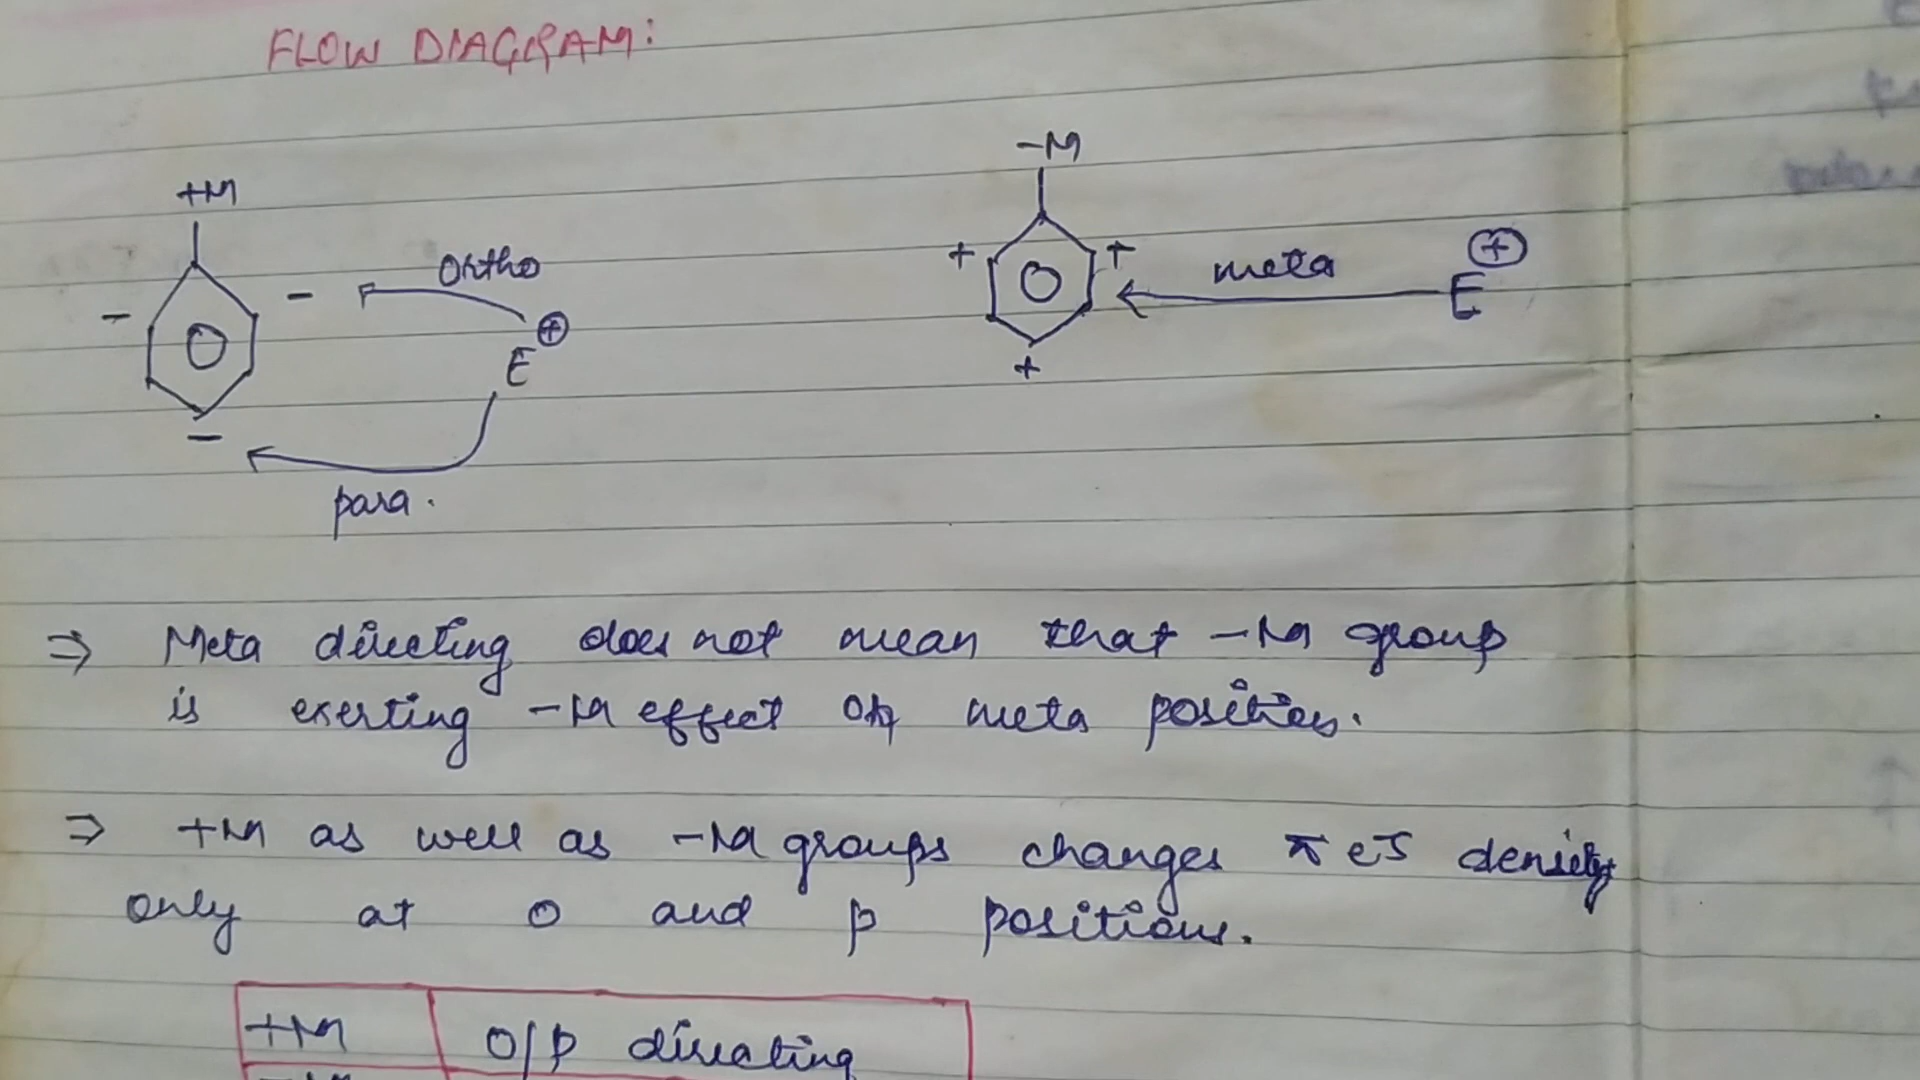 FLOW DIAGRAM:
+M
-
-
-
Ortho
E⊕
para.
-M
+
+
+
meta
E⊕
⇒ Meta directing does not mean that -M group
is exerting -M effect on meta position.
⇒ +M as well as -M groups changes π e⁻s density
only at o and p positions.
+M O/P directing